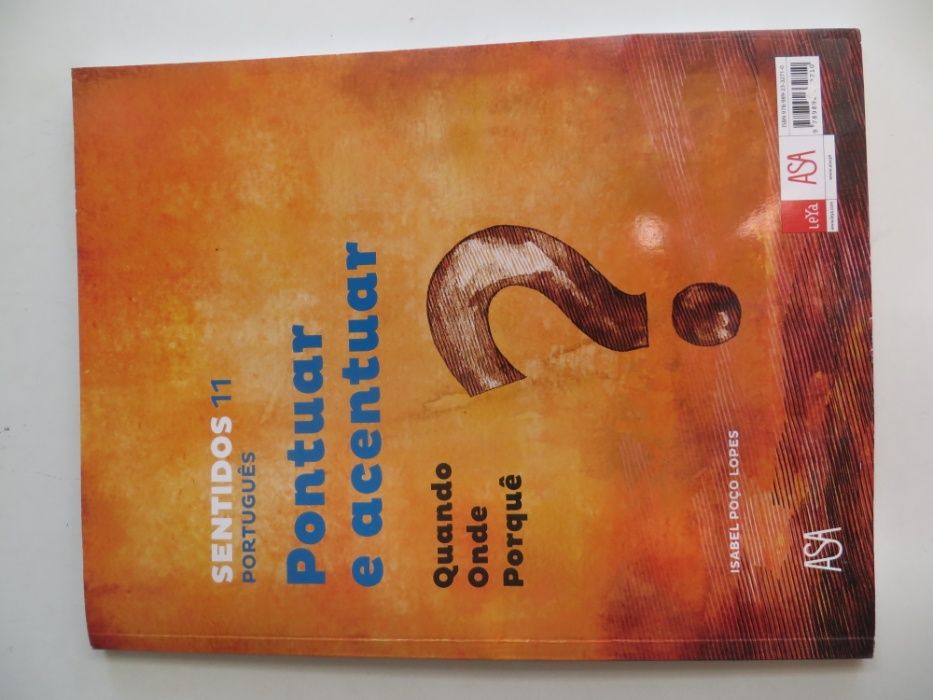 SENTIDOS 11
PORTUGUÊS
Pontuar
e acentuar
Quando
Onde
Porquê
?
ISABEL POÇO LOPES
ASA
LeYa
ASA